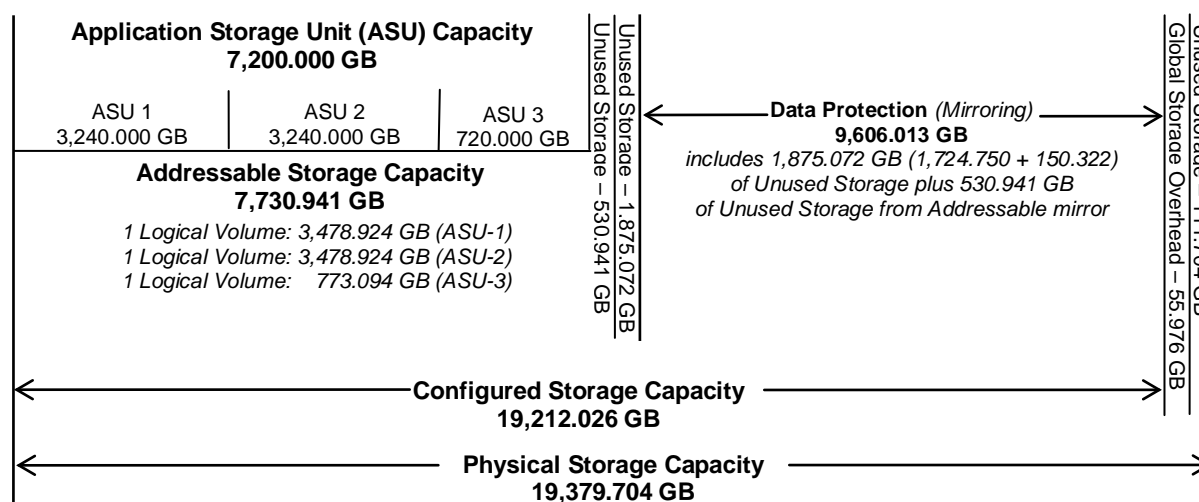 Application Storage Unit (ASU) Capacity
7,200.000 GB
ASU 1
3,240.000 GB
ASU 2
3,240.000 GB
ASU 3
720.000 GB
Addressable Storage Capacity
7,730.941 GB
1 Logical Volume: 3,478.924 GB (ASU-1)
1 Logical Volume: 3,478.924 GB (ASU-2)
1 Logical Volume: 773.094 GB (ASU-3)
Unused Storage – 530.941 GB
Unused Storage – 1.875.072 GB
Data Protection (Mirroring)
9,606.013 GB
includes 1,875.072 GB (1,724.750 + 150.322)
of Unused Storage plus 530.941 GB
of Unused Storage from Addressable mirror
Global Storage Overhead – 55.976 GB
Unused Storage – GB
Configured Storage Capacity
19,212.026 GB
Physical Storage Capacity
19,379.704 GB